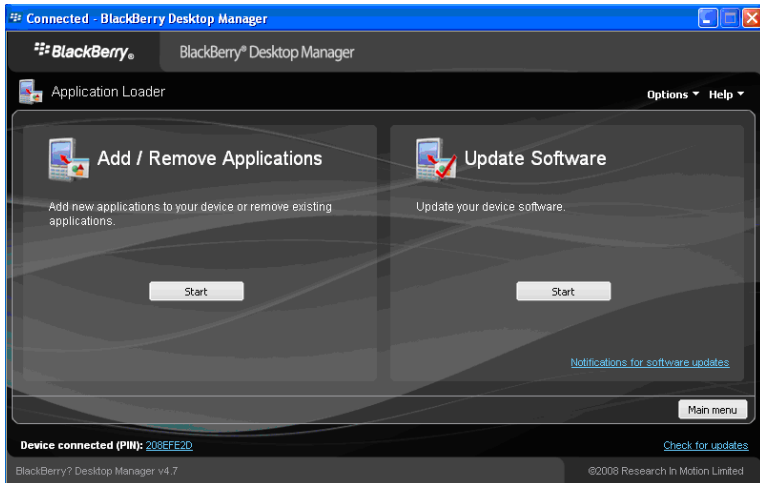 Connected - BlackBerry Desktop Manager
BlackBerry® BlackBerry® Desktop Manager
Application Loader Options Help
Add / Remove Applications
Add new applications to your device or remove existing
applications.
Start
Update Software
Update your device software.
Start
Notifications for software updates
Main menu
Device connected (PIN): 208EFE2D Check for updates
BlackBerry? Desktop Manager v4.7 ©2008 Research In Motion Limited